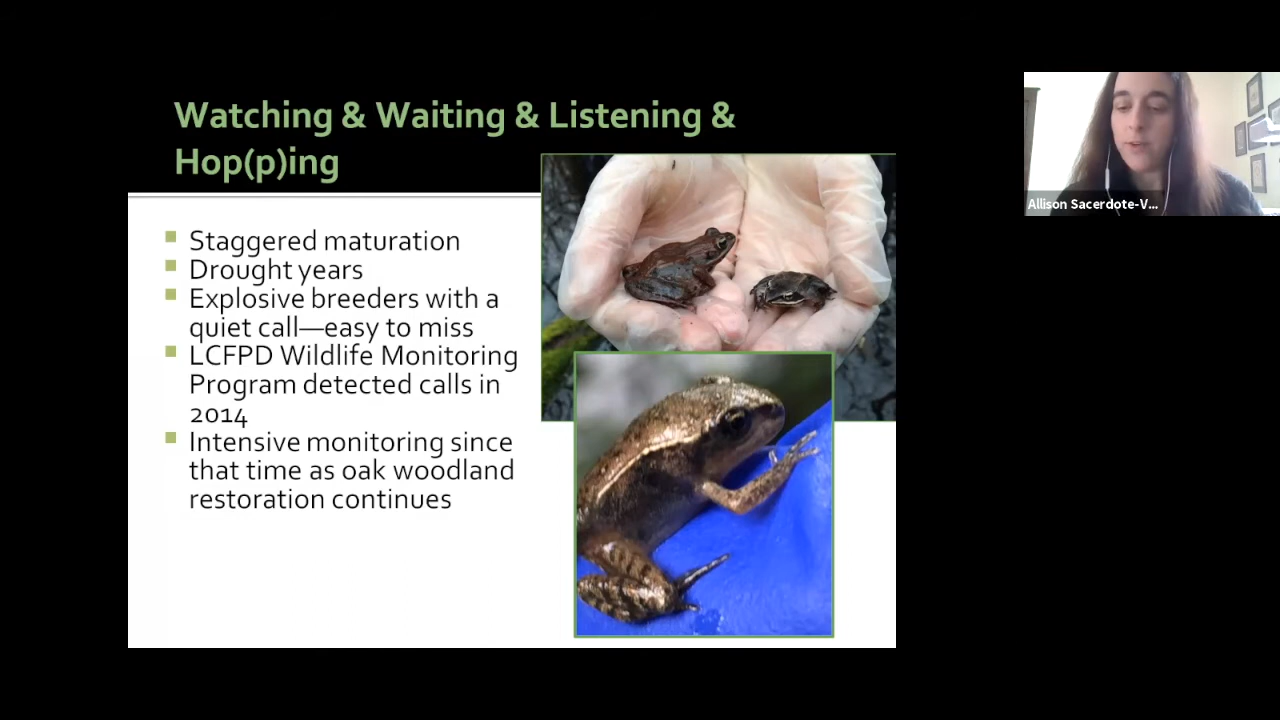 Watching & Waiting & Listening &
Hop(p)ing
Staggered maturation
Drought years
Explosive breeders with a
quiet call—easy to miss
LCFPD Wildlife Monitoring
Program detected calls in
2014
Intensive monitoring since
that time as oak woodland
restoration continues
Allison Sacerdote-V...